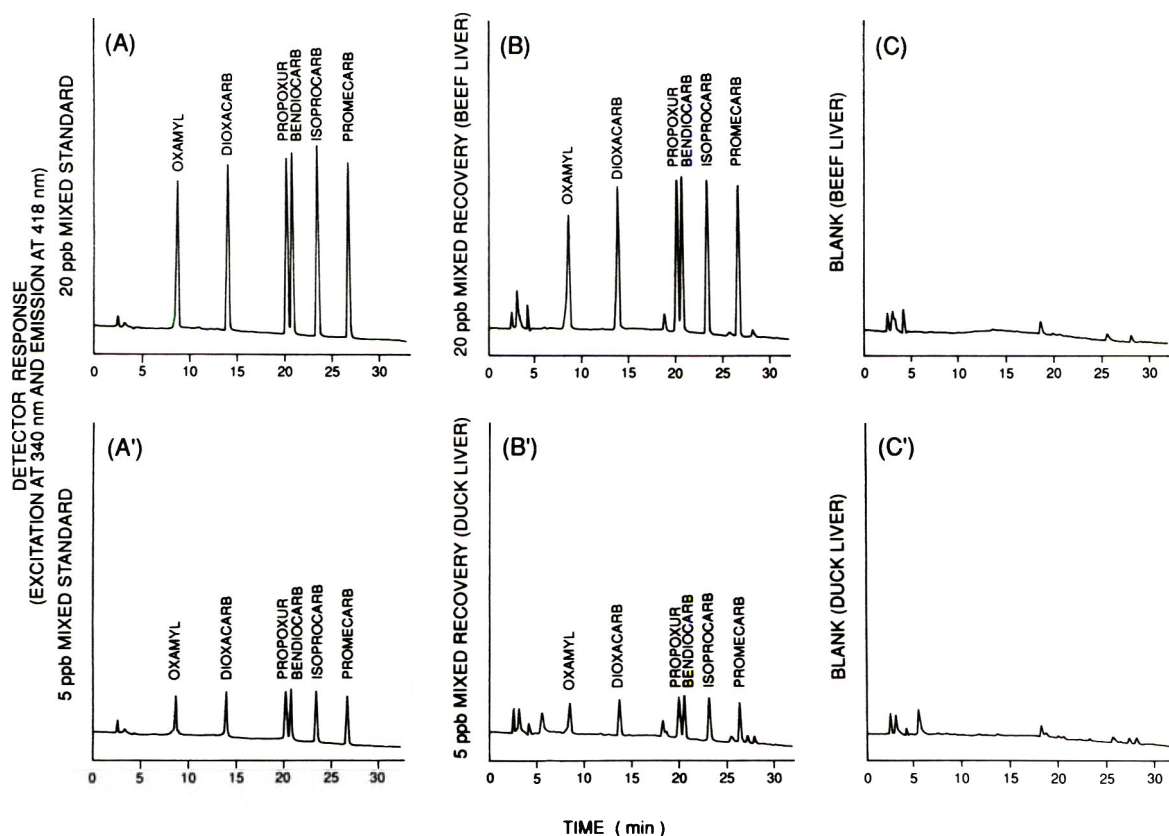 DETECTOR RESPONSE
(EXCITATION AT 340 nm AND EMISSION AT 418 nm)
20 ppb MIXED STANDARD
(A)
OXAMYL
DIOXACARB
PROPOXUR
BENDIOCARB
ISOPROCARB
PROMECARB
0 5 10 15 20 25 30
20 ppb MIXED RECOVERY (BEEF LIVER)
(B)
OXAMYL
DIOXACARB
PROPOXUR
BENDIOCARB
ISOPROCARB
PROMECARB
0 5 10 15 20 25 30
BLANK (BEEF LIVER)
(C)
0 5 10 15 20 25 30
5 ppb MIXED STANDARD
(A')
OXAMYL
DIOXACARB
PROPOXUR
BENDIOCARB
ISOPROCARB
PROMECARB
0 5 10 15 20 25 30
5 ppb MIXED RECOVERY (DUCK LIVER)
(B')
OXAMYL
DIOXACARB
PROPOXUR
BENDIOCARB
ISOPROCARB
PROMECARB
0 5 10 15 20 25 30
BLANK (DUCK LIVER)
(C')
0 5 10 15 20 25 30
TIME ( min )